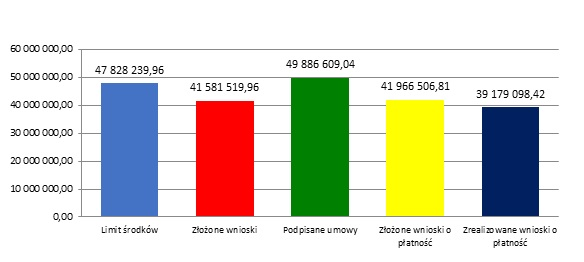 60 000 000,00
50 000 000,00
40 000 000,00
30 000 000,00
20 000 000,00
10 000 000,00
0,00
47 828 239,96
41 581 519,96
49 886 609,04
41 966 506,81
39 179 098,42
Limit środków
Złożone wnioski
Podpisane umowy
Złożone wnioski o
płatność
Zrealizowane wnioski o
płatność